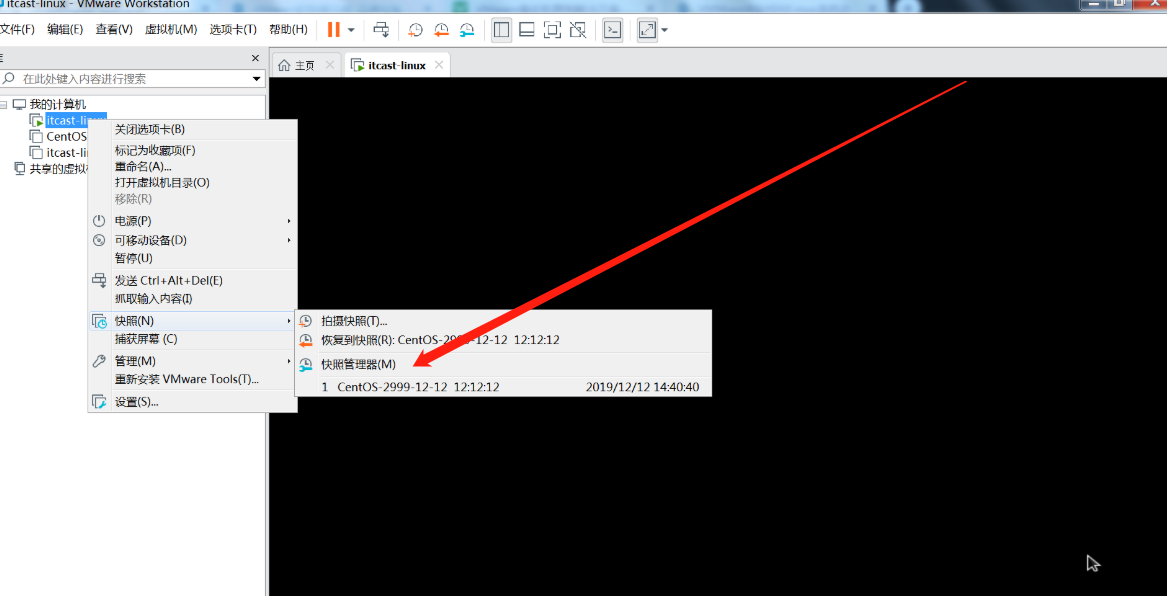 itcast-linux - VMware Workstation
文件(F) 编辑(E) 查看(V) 虚拟机(M) 选项卡(T) 帮助(H)
主页 itcast-linux
在此处键入内容进行搜索
我的计算机
itcast-linux
CentOS
itcast-li
共享的虚拟
关闭选项卡(B)
标记为收藏项(F)
重命名(A)...
打开虚拟机目录(O)
移除(R)
电源(P)
可移动设备(D)
暂停(U)
发送 Ctrl+Alt+Del(E)
抓取输入内容(I)
快照(N)
捕获屏幕 (C)
管理(M)
重新安装 VMware Tools(T)...
设置(S)...
拍摄快照(T)...
恢复到快照(R): CentOS-2999-12-12 12:12:12
快照管理器(M)
1 CentOS-2999-12-12 12:12:12 2019/12/12 14:40:40